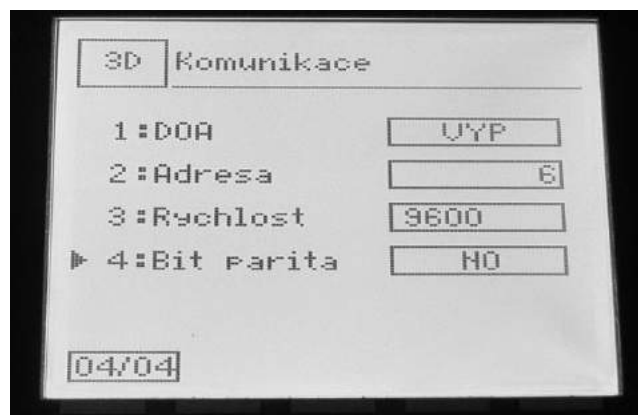 3D Komunikace
1:DOA VYP
2:Adresa 6
3:Rychlost 9600
4:Bit parita NO
04/04